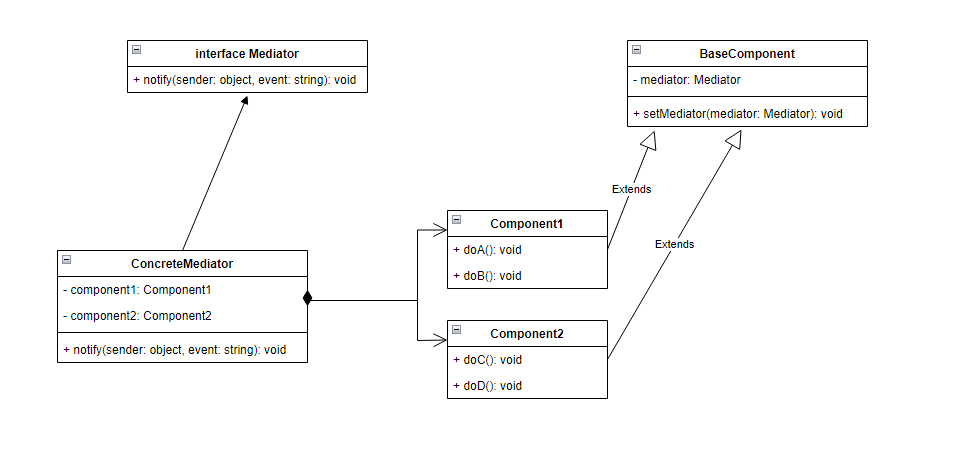 interface Mediator
+ notify(sender: object, event: string): void
BaseComponent
- mediator: Mediator
+ setMediator(mediator: Mediator): void
Extends
Extends
Component1
+ doA(): void
+ doB(): void
ConcreteMediator
- component1: Component1
- component2: Component2
+ notify(sender: object, event: string): void
Component2
+ doC(): void
+ doD(): void